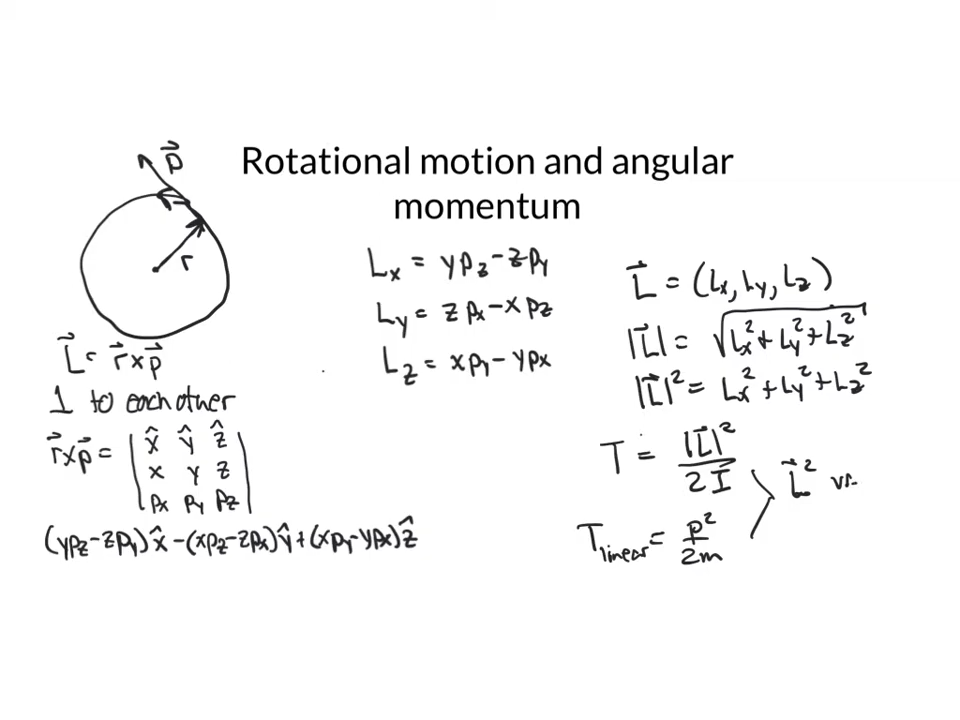 Rotational motion and angular
momentum
p⃗
r
L⃗ = r⃗ x p⃗
⊥ to each other
r⃗xp⃗ = | x̂ ŷ ẑ |
| x y z |
| px py pz |
(ypz-zpy)x̂ -(xpz-zpx)ŷ+(xpy-ypx)ẑ
Lx = ypz-zpy
Ly = zpx-xpz
Lz = xpy-ypx
L⃗ = (Lx, Ly, Lz)
|L⃗| = √(Lx²+Ly²+Lz²)
|L⃗|² = Lx²+Ly²+Lz²
T = |L⃗|²/2I
L⃗² vs
Tlinear = p²/2m